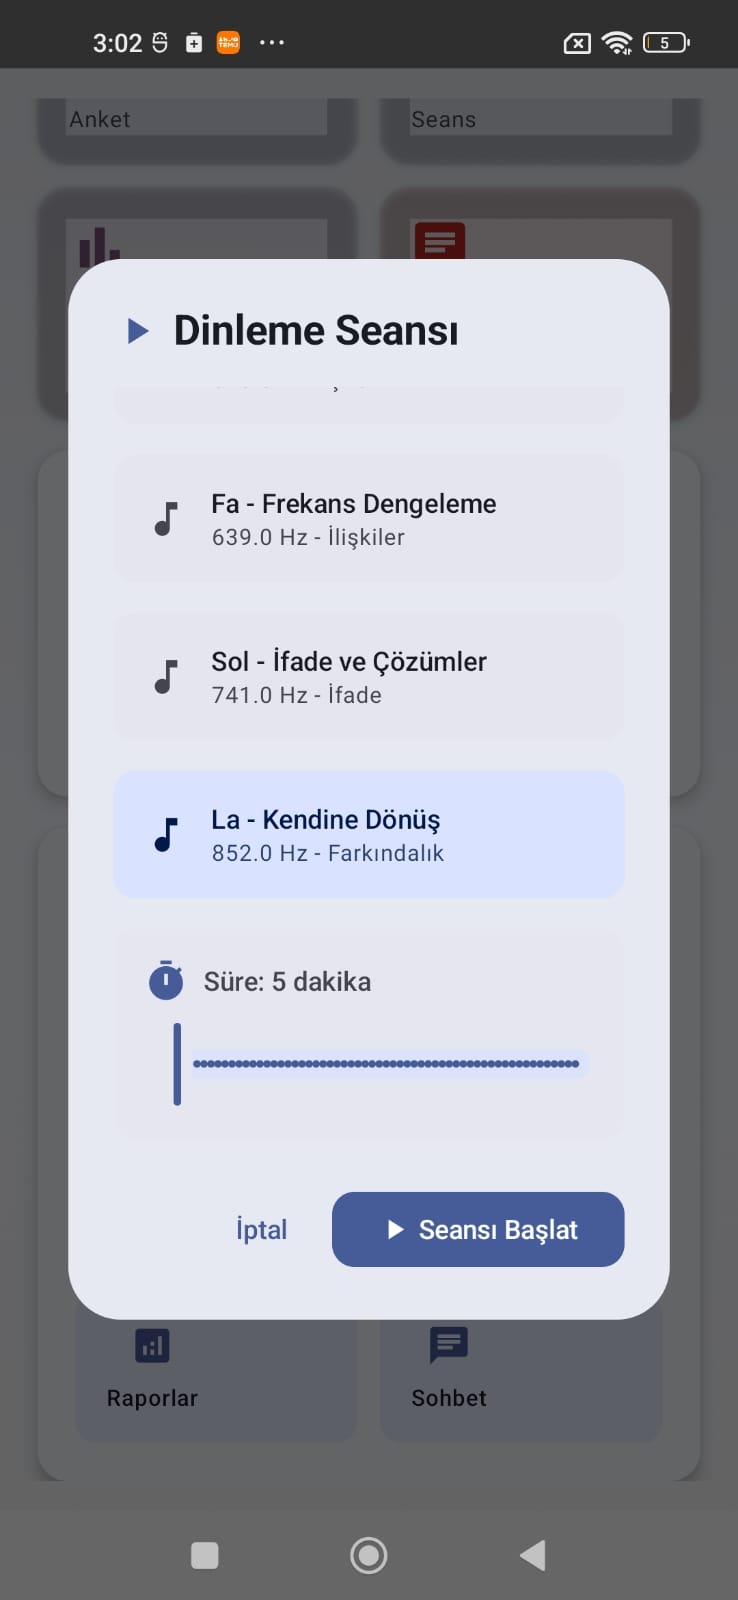 3:02
5
Anket
Seans
Dinleme Seansı
Fa - Frekans Dengeleme
639.0 Hz - İlişkiler
Sol - İfade ve Çözümler
741.0 Hz - İfade
La - Kendine Dönüş
852.0 Hz - Farkındalık
Süre: 5 dakika
İptal
Seansı Başlat
Raporlar
Sohbet